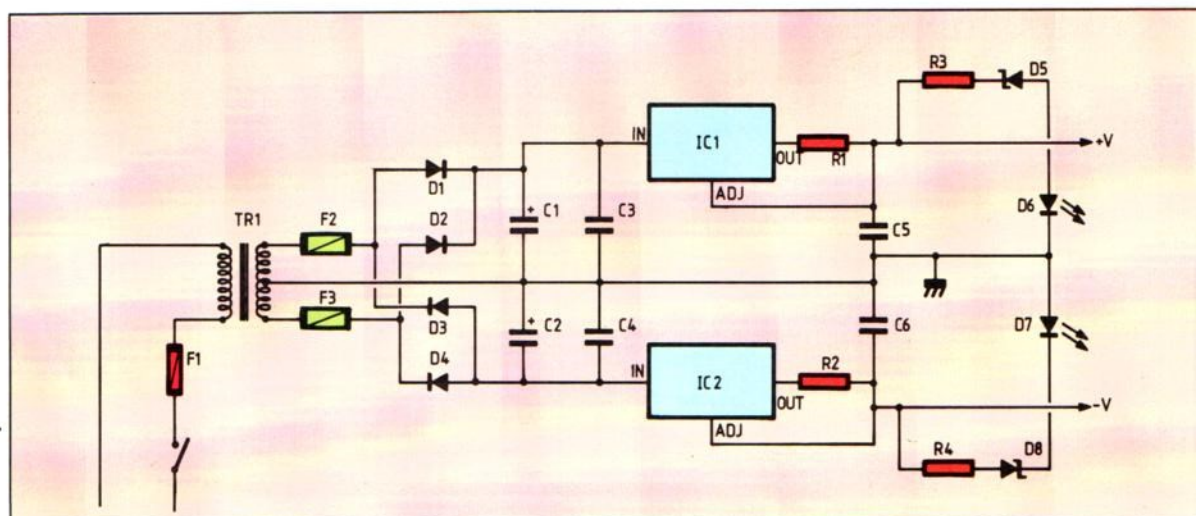 R3
D5
IN
IC1
OUT
R1
+V
ADJ
D1
TR1
F2
D2
+
C1
C3
D6
C5
F3
D3
+
C2
C4
C6
D7
F1
D4
IN
IC2
R2
OUT
-V
ADJ
R4
D8